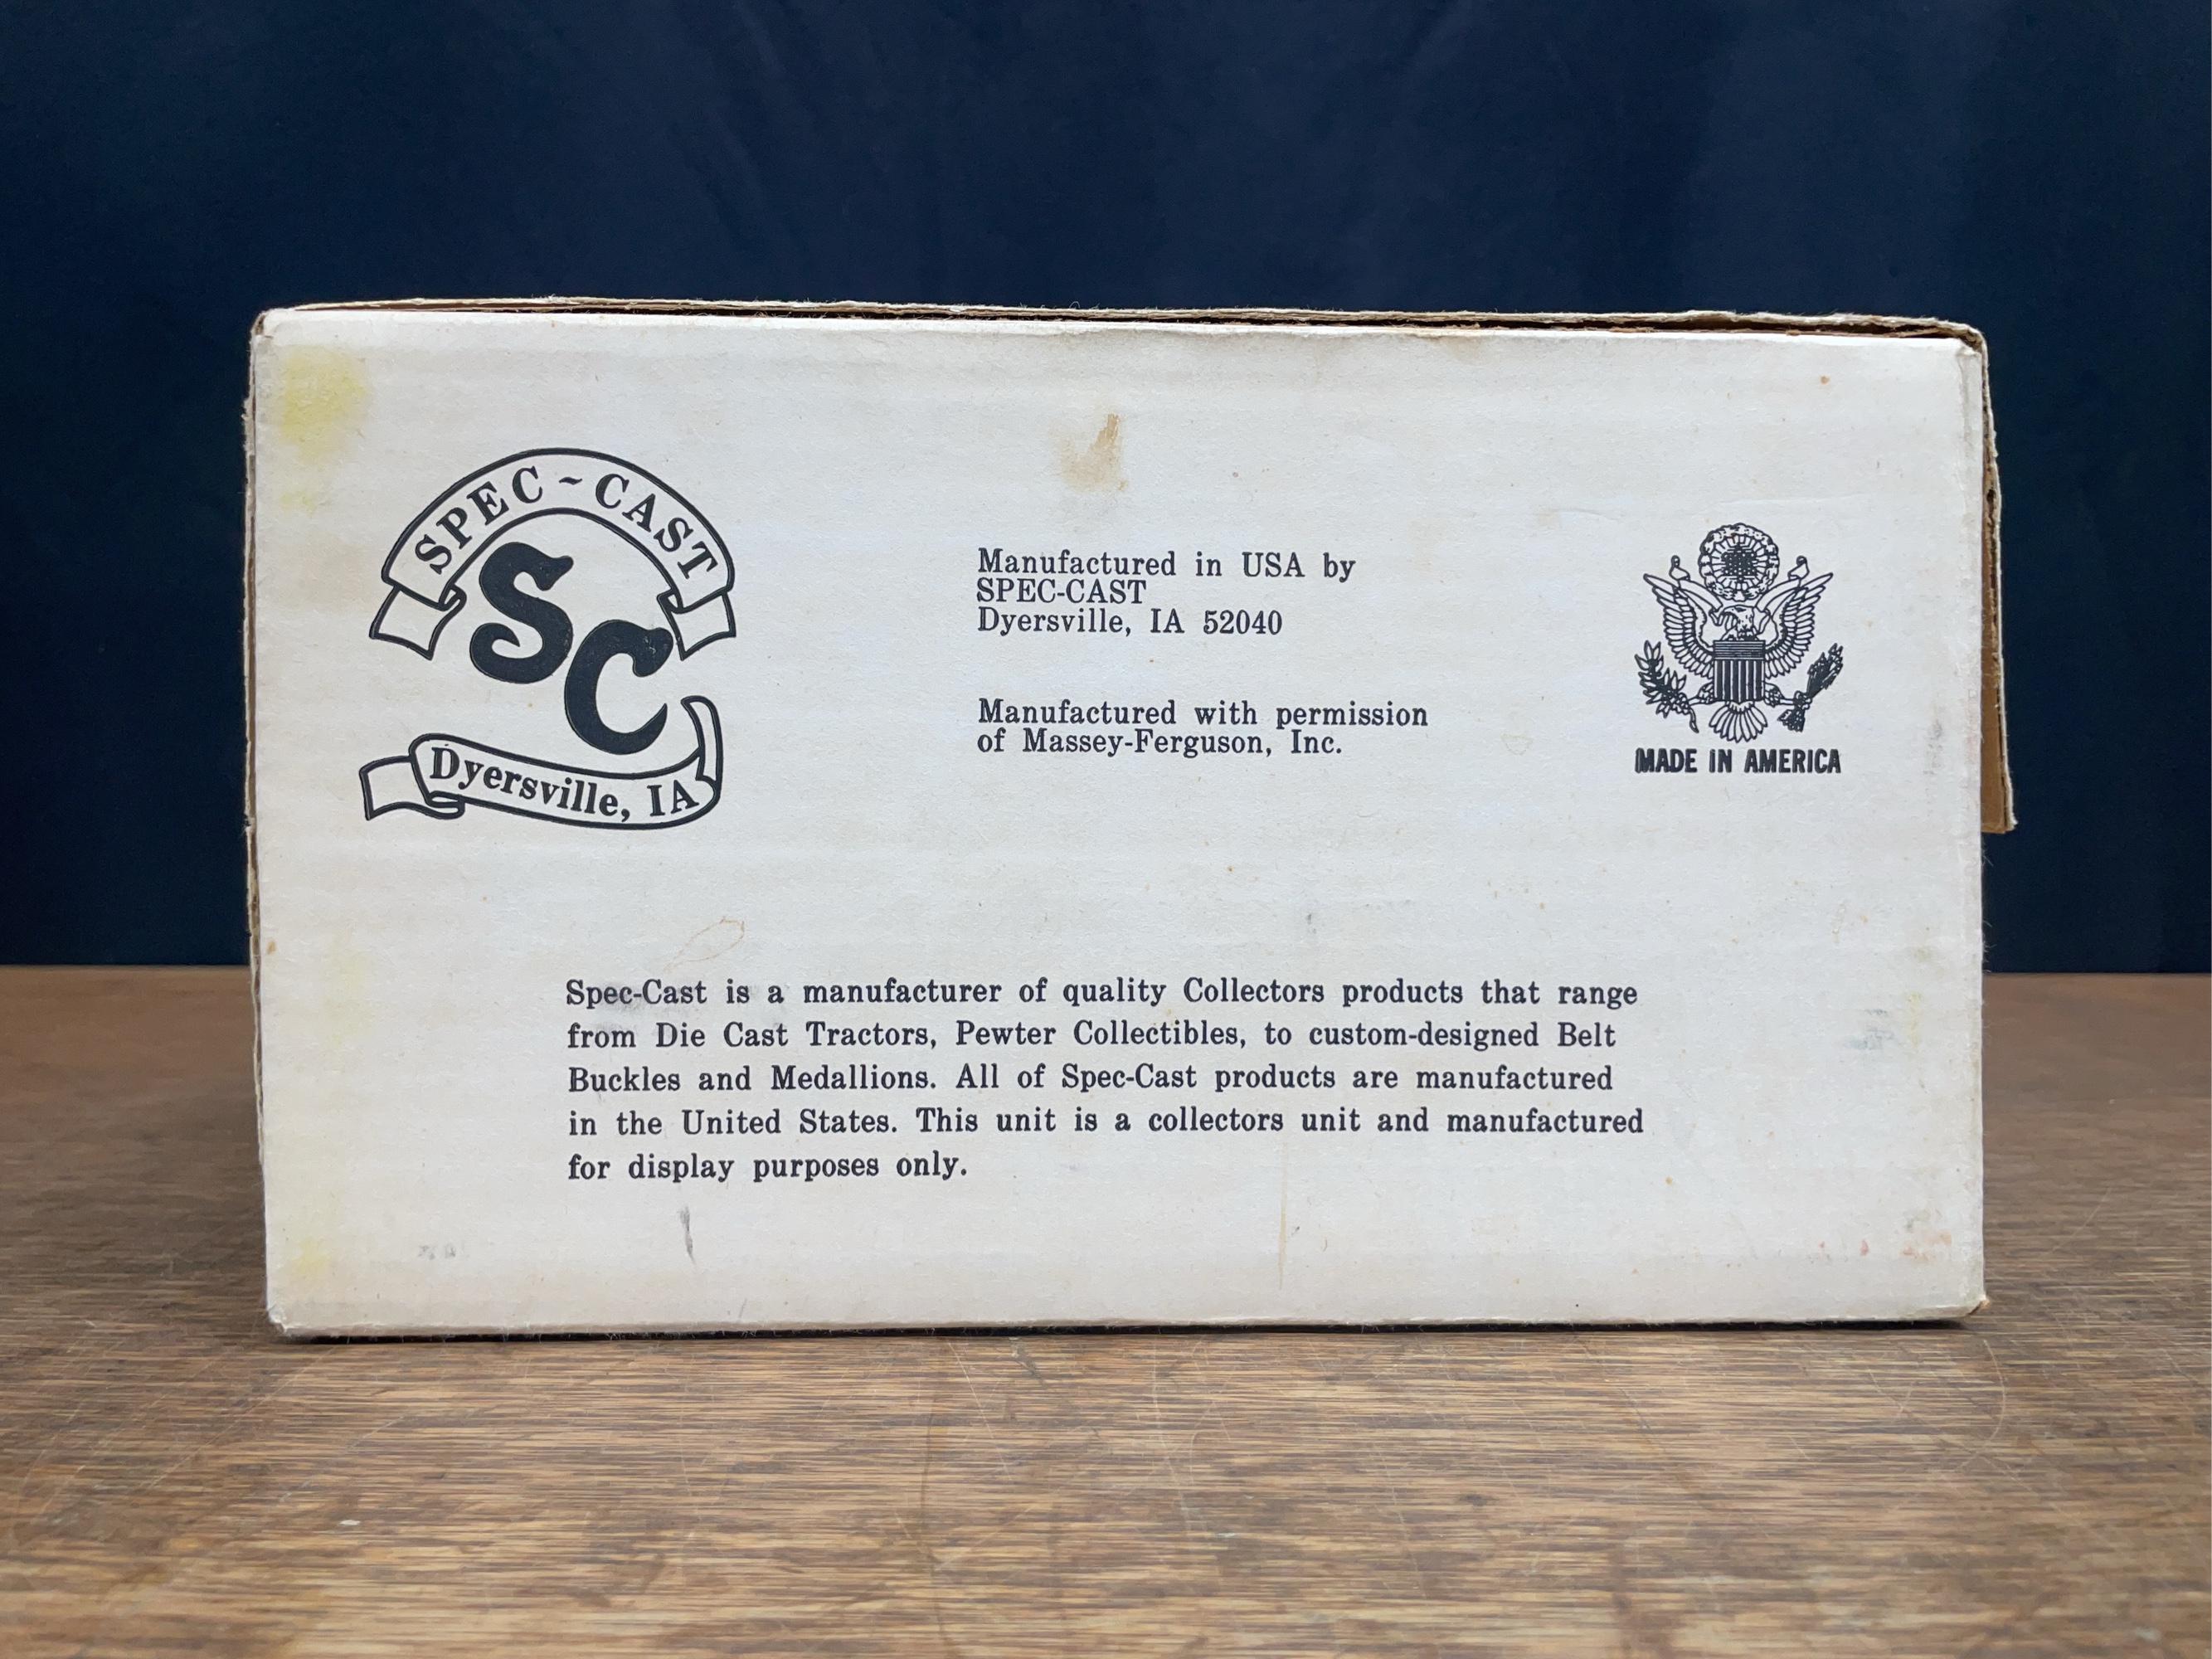 SPEC~CAST
SC
Dyersville, IA
Manufactured in USA by
SPEC-CAST
Dyersville, IA 52040
Manufactured with permission
of Massey-Ferguson, Inc.
MADE IN AMERICA
Spec-Cast is a manufacturer of quality Collectors products that range
from Die Cast Tractors, Pewter Collectibles, to custom-designed Belt
Buckles and Medallions. All of Spec-Cast products are manufactured
in the United States. This unit is a collectors unit and manufactured
for display purposes only.